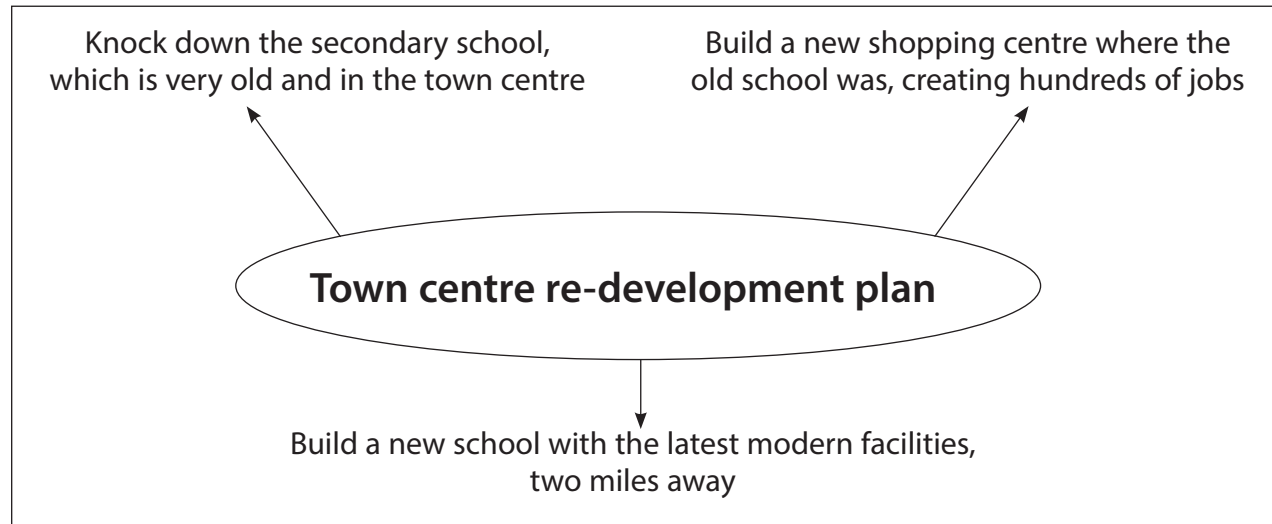 Knock down the secondary school,
which is very old and in the town centre
Build a new shopping centre where the
old school was, creating hundreds of jobs
Town centre re-development plan
Build a new school with the latest modern facilities,
two miles away